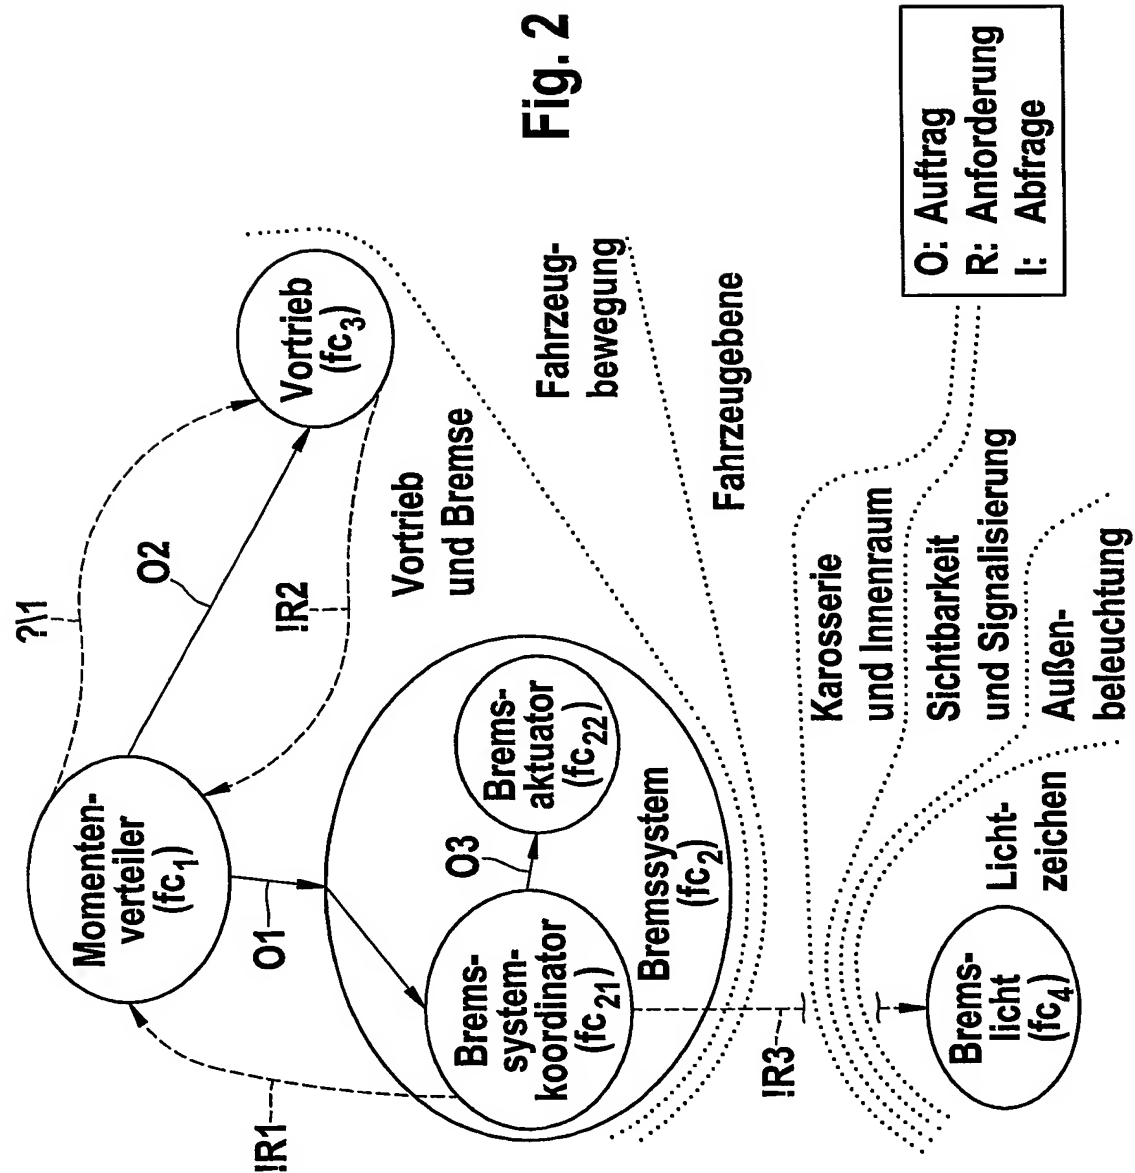 Fig. 2
?\1
O2
!R2
Momenten-
verteiler
(fc1)
Vortrieb
(fc3)
O1
!R1
Brems-
system-
koordinator
(fc21)
O3
Brems-
aktuator
(fc22)
Bremssystem
(fc2)
!R3
Vortrieb
und Bremse
Fahrzeug-
bewegung
Fahrzeugebene
Karosserie
und Innenraum
Sichtbarkeit
und Signalisierung
Außen-
beleuchtung
Licht-
zeichen
Brems-
licht
(fc4)
O: Auftrag
R: Anforderung
I: Abfrage